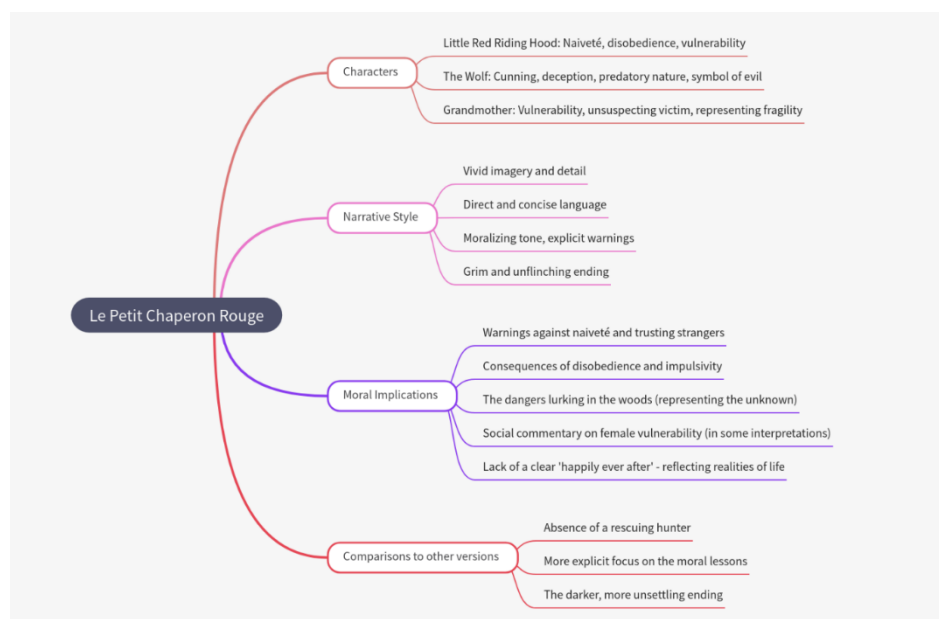 Le Petit Chaperon Rouge
Characters
Little Red Riding Hood: Naiveté, disobedience, vulnerability
The Wolf: Cunning, deception, predatory nature, symbol of evil
Grandmother: Vulnerability, unsuspecting victim, representing fragility
Narrative Style
Vivid imagery and detail
Direct and concise language
Moralizing tone, explicit warnings
Grim and unflinching ending
Moral Implications
Warnings against naiveté and trusting strangers
Consequences of disobedience and impulsivity
The dangers lurking in the woods (representing the unknown)
Social commentary on female vulnerability (in some interpretations)
Lack of a clear 'happily ever after' - reflecting realities of life
Comparisons to other versions
Absence of a rescuing hunter
More explicit focus on the moral lessons
The darker, more unsettling ending